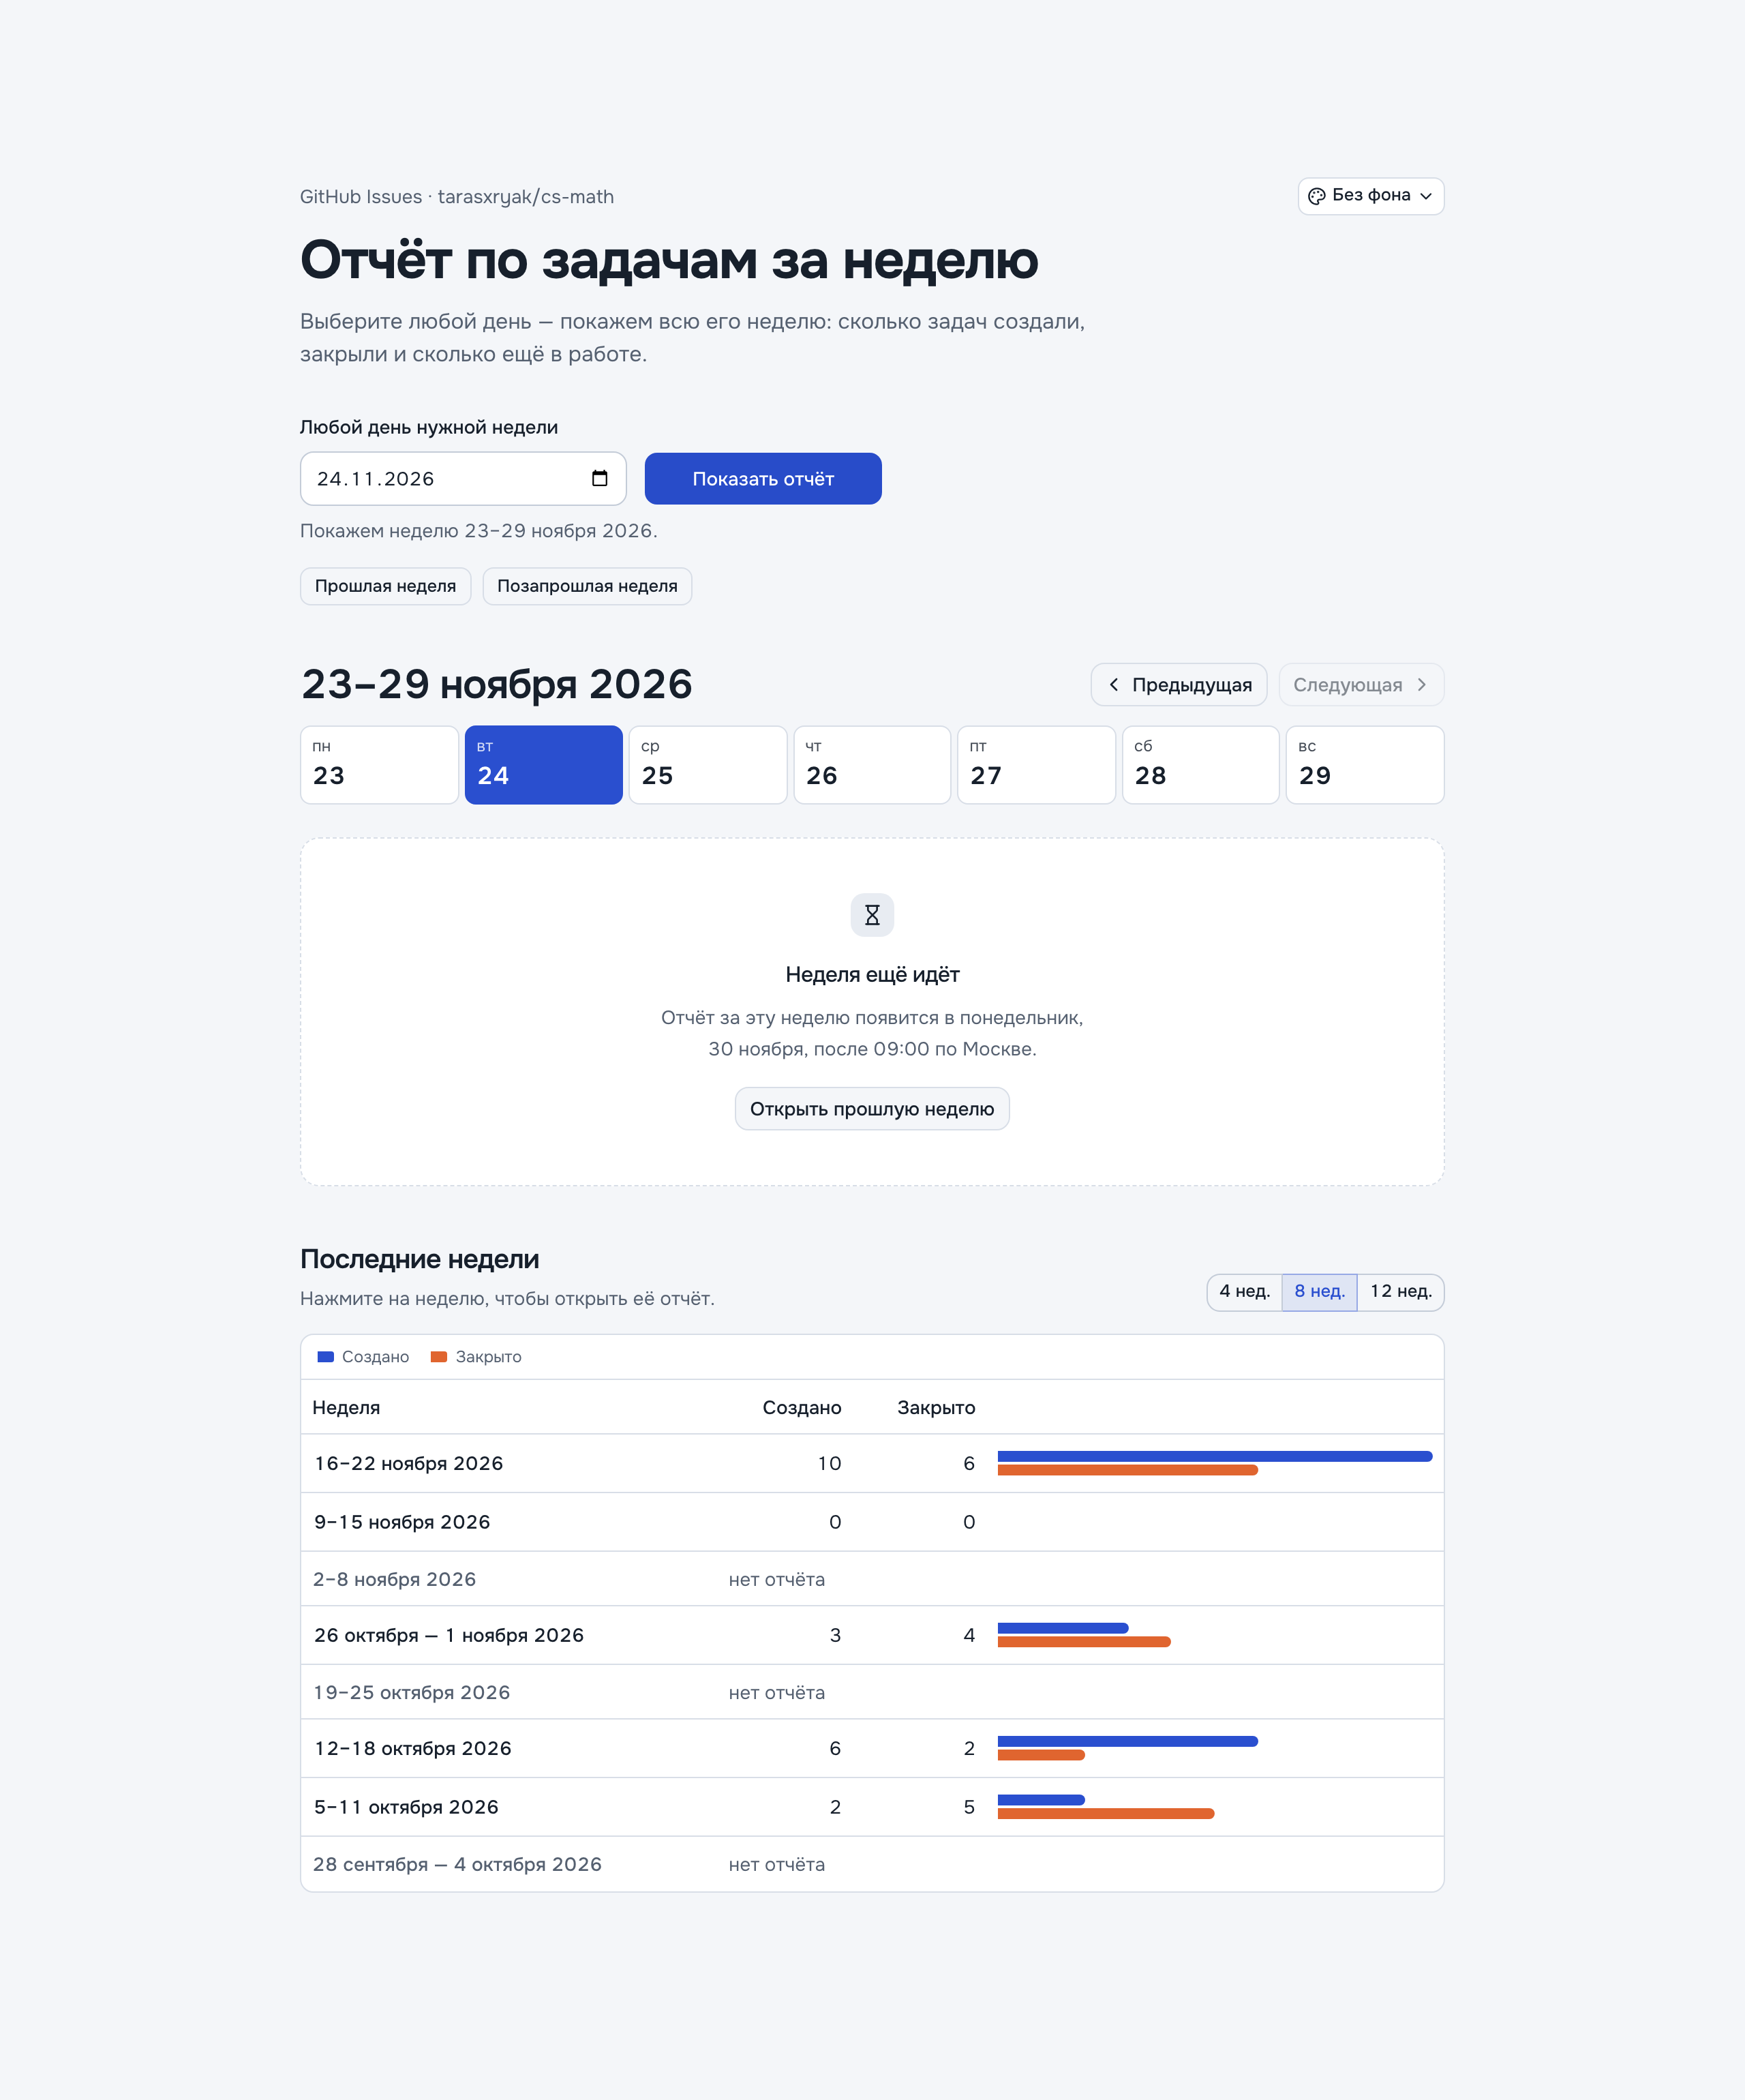 GitHub Issues · tarasxryak/cs-math
Без фона
Отчёт по задачам за неделю
Выберите любой день — покажем всю его неделю: сколько задач создали,
закрыли и сколько ещё в работе.
Любой день нужной недели
24.11.2026
Показать отчёт
Покажем неделю 23–29 ноября 2026.
Прошлая неделя
Позапрошлая неделя
23–29 ноября 2026
Предыдущая
Следующая
пн
23
вт
24
ср
25
чт
26
пт
27
сб
28
вс
29
Неделя ещё идёт
Отчёт за эту неделю появится в понедельник,
30 ноября, после 09:00 по Москве.
Открыть прошлую неделю
Последние недели
Нажмите на неделю, чтобы открыть её отчёт.
4 нед. 8 нед. 12 нед.
Создано Закрыто
Неделя Создано Закрыто
16–22 ноября 2026 10 6
9–15 ноября 2026 0 0
2–8 ноября 2026 нет отчёта
26 октября — 1 ноября 2026 3 4
19–25 октября 2026 нет отчёта
12–18 октября 2026 6 2
5–11 октября 2026 2 5
28 сентября — 4 октября 2026 нет отчёта